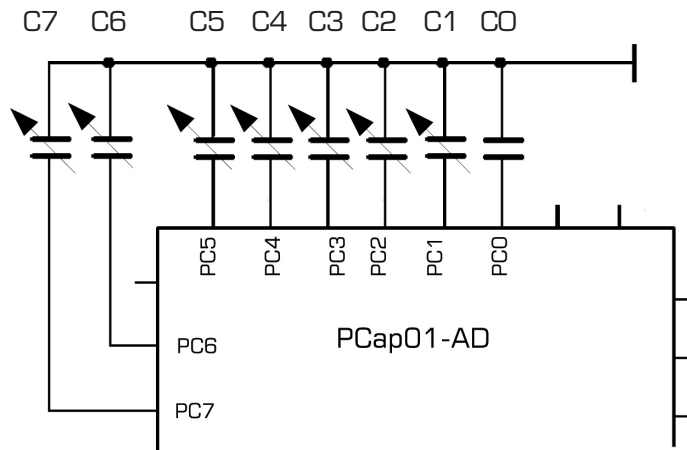 C7 C6 C5 C4 C3 C2 C1 C0
PC5 PC4 PC3 PC2 PC1 PC0
PCap01-AD
PC6
PC7